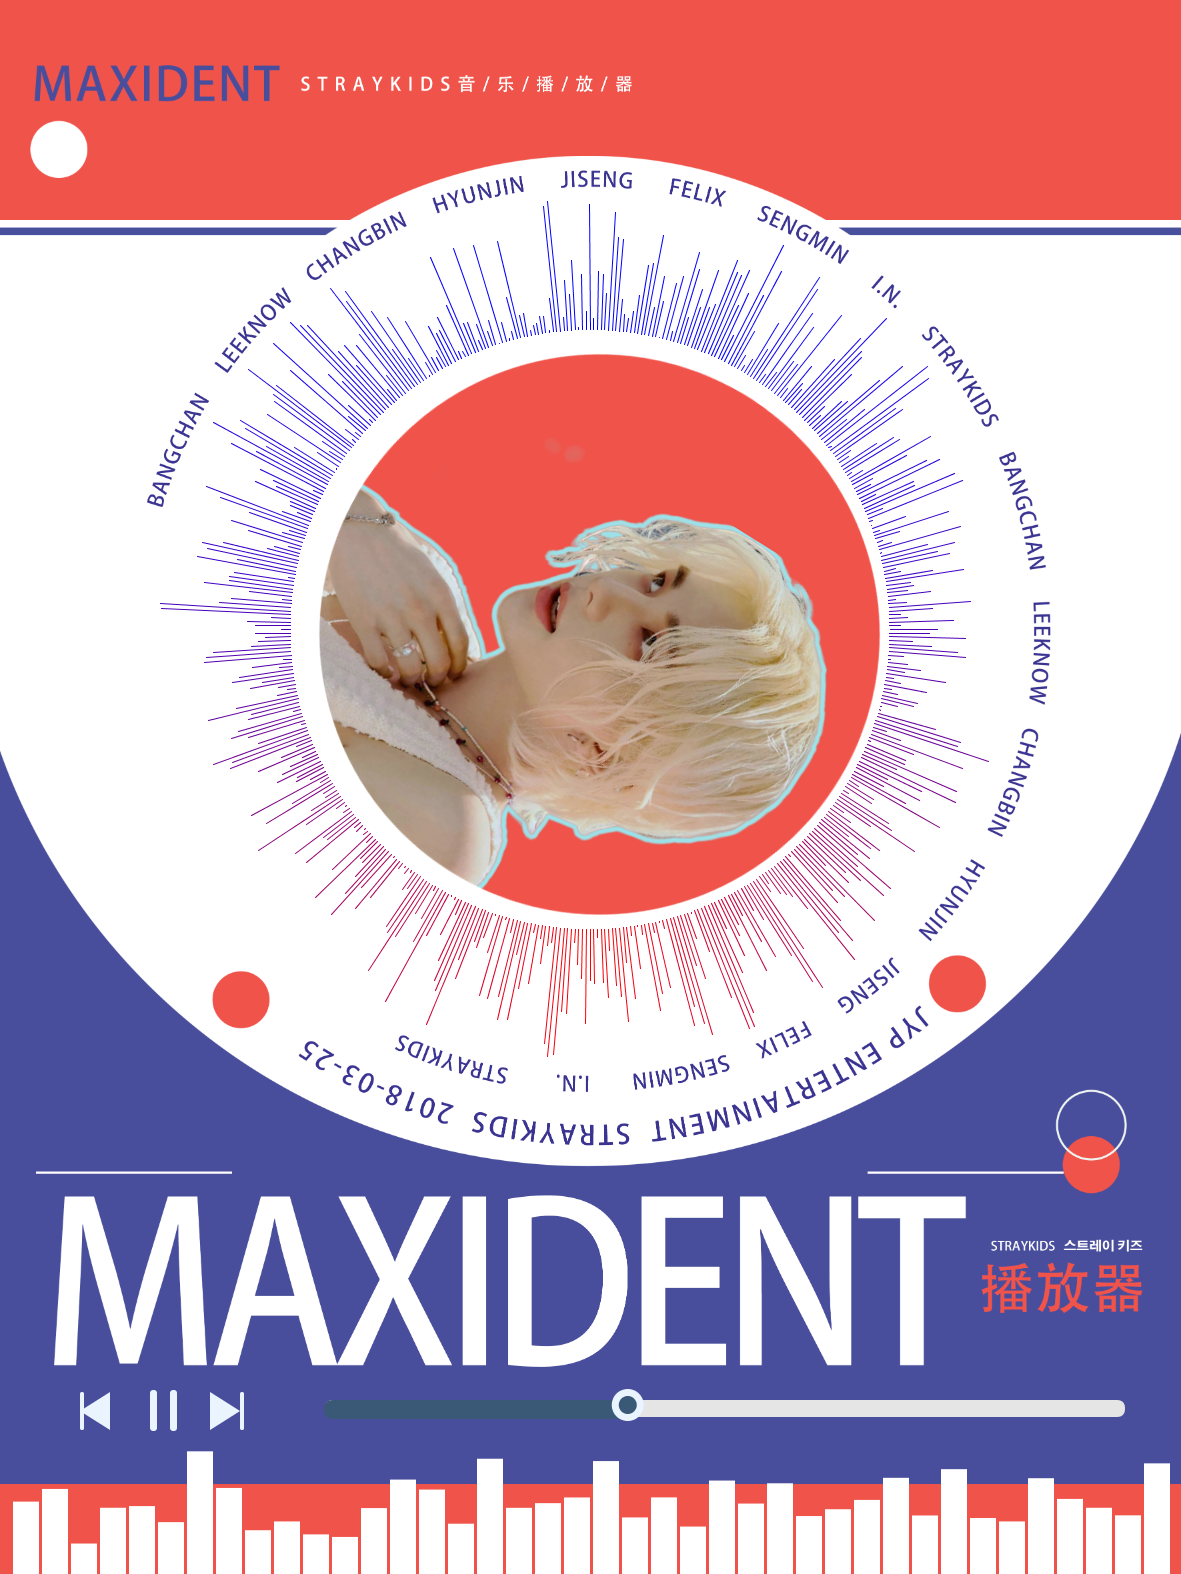 MAXIDENT STRAYKIDS音/乐/播/放/器
BANGCHAN LEEKNOW CHANGBIN HYUNJIN JISENG FELIX SENGMIN I.N. STRAYKIDS BANGCHAN LEEKNOW CHANGBIN HYUNJIN JISENG FELIX SENGMIN I.N. STRAYKIDS
JYP ENTERTAINMENT STRAYKIDS 2018-03-25
MAXIDENT
STRAYKIDS 스트레이 키즈
播放器